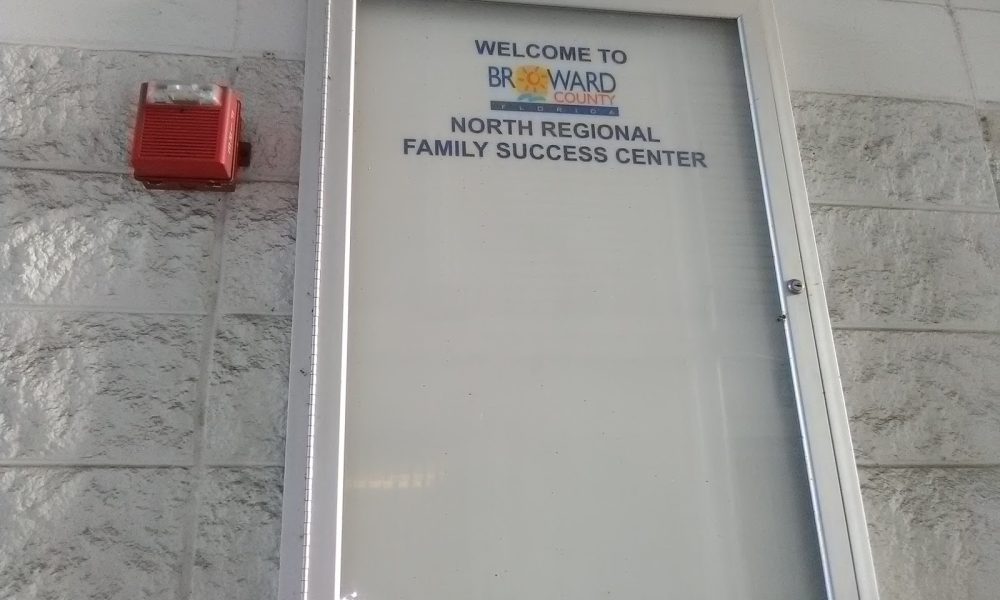 WELCOME TO
BROWARD
COUNTY
FLORIDA
NORTH REGIONAL
FAMILY SUCCESS CENTER